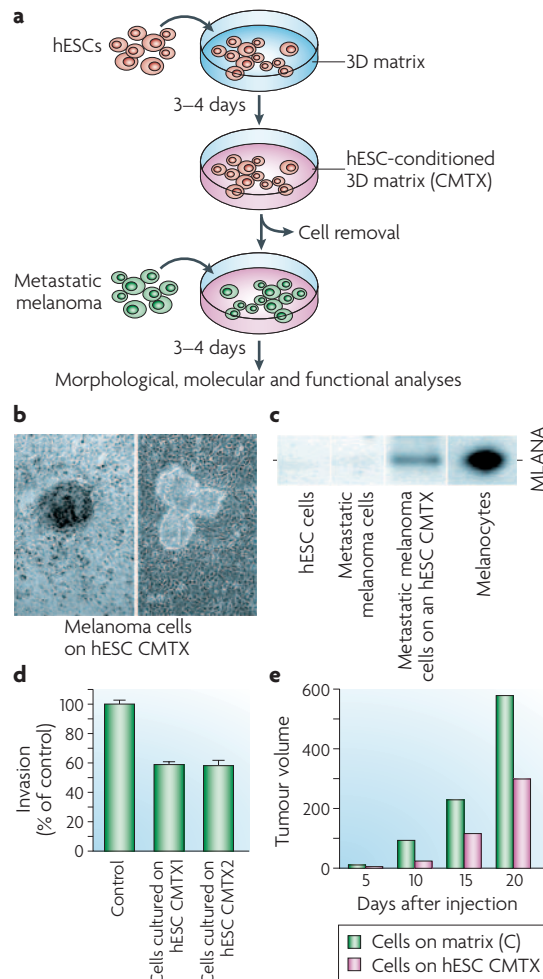 a
hESCs
3D matrix
3–4 days
hESC-conditioned
3D matrix (CMTX)
Cell removal
Metastatic
melanoma
3–4 days
Morphological, molecular and functional analyses
b
Melanoma cells
on hESC CMTX
c
MLANA
hESC cells
Metastatic
melanoma cells
Metastatic melanoma
cells on an hESC CMTX
Melanocytes
d
Invasion
(% of control)
120
100
80
60
40
20
0
Control
Cells cultured on
hESC CMTX1
Cells cultured on
hESC CMTX2
e
Tumour volume
600
300
200
0
5 10 15 20
Days after injection
Cells on matrix (C)
Cells on hESC CMTX